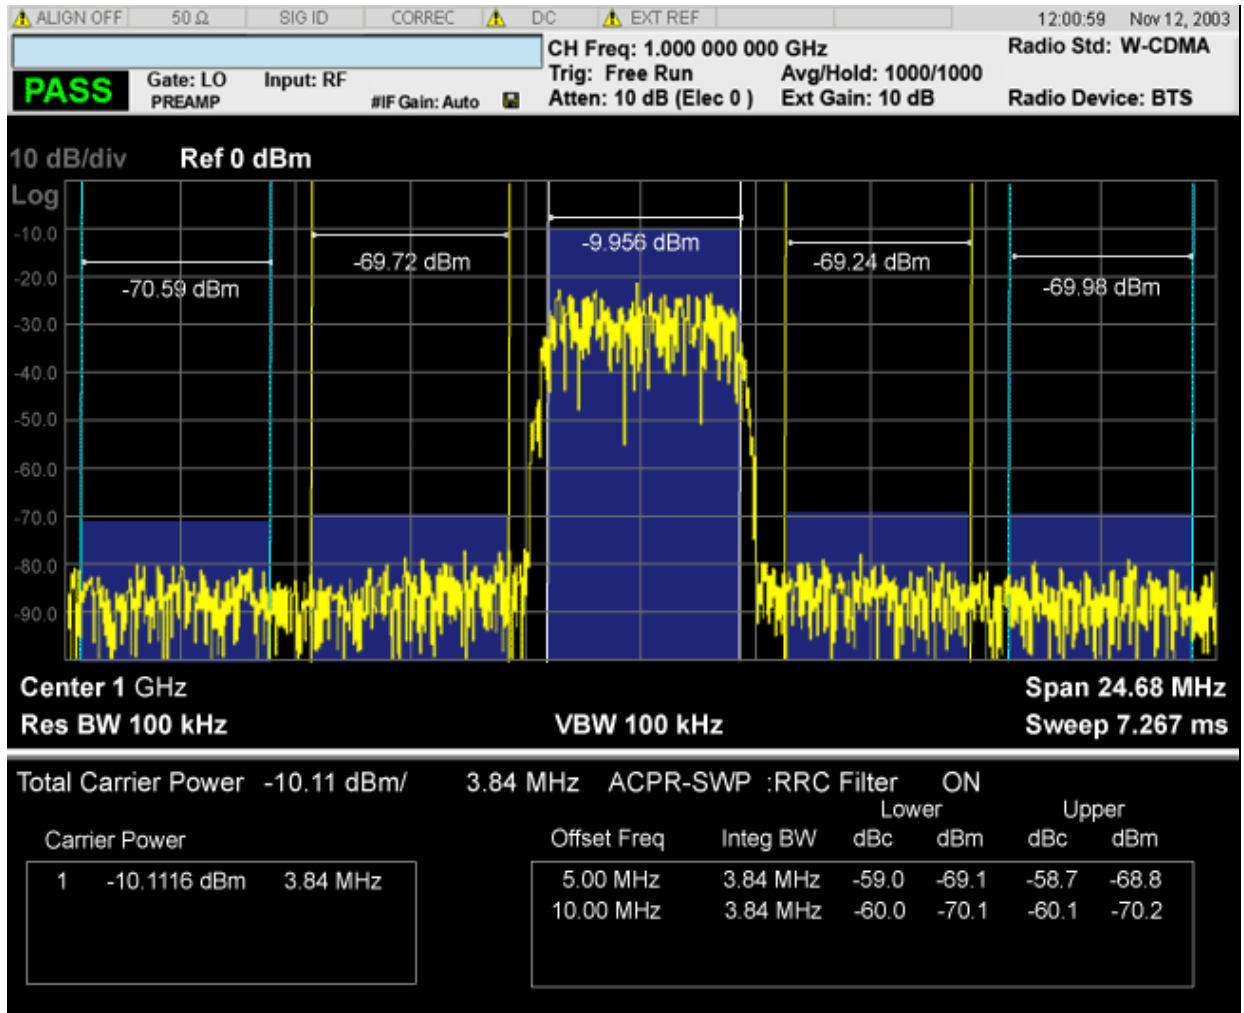 ALIGN OFF 50 Ω SIG ID CORREC DC EXT REF 12:00:59 Nov 12, 2003
CH Freq: 1.000 000 000 GHz Radio Std: W-CDMA
PASS Gate: LO Input: RF Trig: Free Run Avg/Hold: 1000/1000
PREAMP #IF Gain: Auto Atten: 10 dB (Elec 0 ) Ext Gain: 10 dB Radio Device: BTS
10 dB/div Ref 0 dBm
Log
-10.0
-9.956 dBm
-69.72 dBm
-69.24 dBm
-20.0
-70.59 dBm
-69.98 dBm
-30.0
-40.0
-50.0
-60.0
-70.0
-80.0
-90.0
Center 1 GHz Span 24.68 MHz
Res BW 100 kHz VBW 100 kHz Sweep 7.267 ms
Total Carrier Power -10.11 dBm/ 3.84 MHz ACPR-SWP :RRC Filter ON
Lower Upper
Carrier Power Offset Freq Integ BW dBc dBm dBc dBm
1 -10.1116 dBm 3.84 MHz 5.00 MHz 3.84 MHz -59.0 -69.1 -58.7 -68.8
10.00 MHz 3.84 MHz -60.0 -70.1 -60.1 -70.2